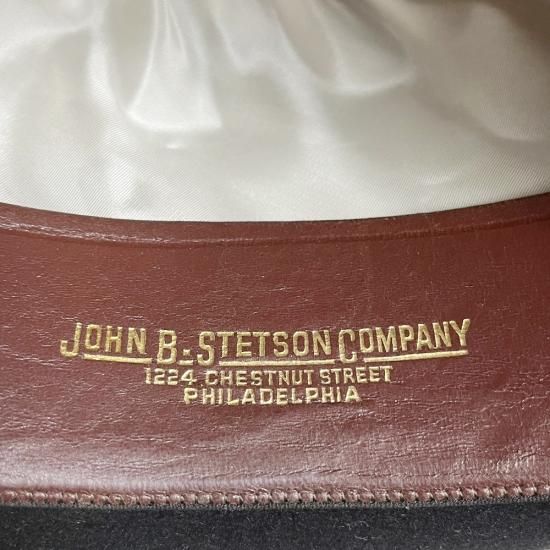 JOHN B. STETSON COMPANY
1224 CHESTNUT STREET
PHILADELPHIA